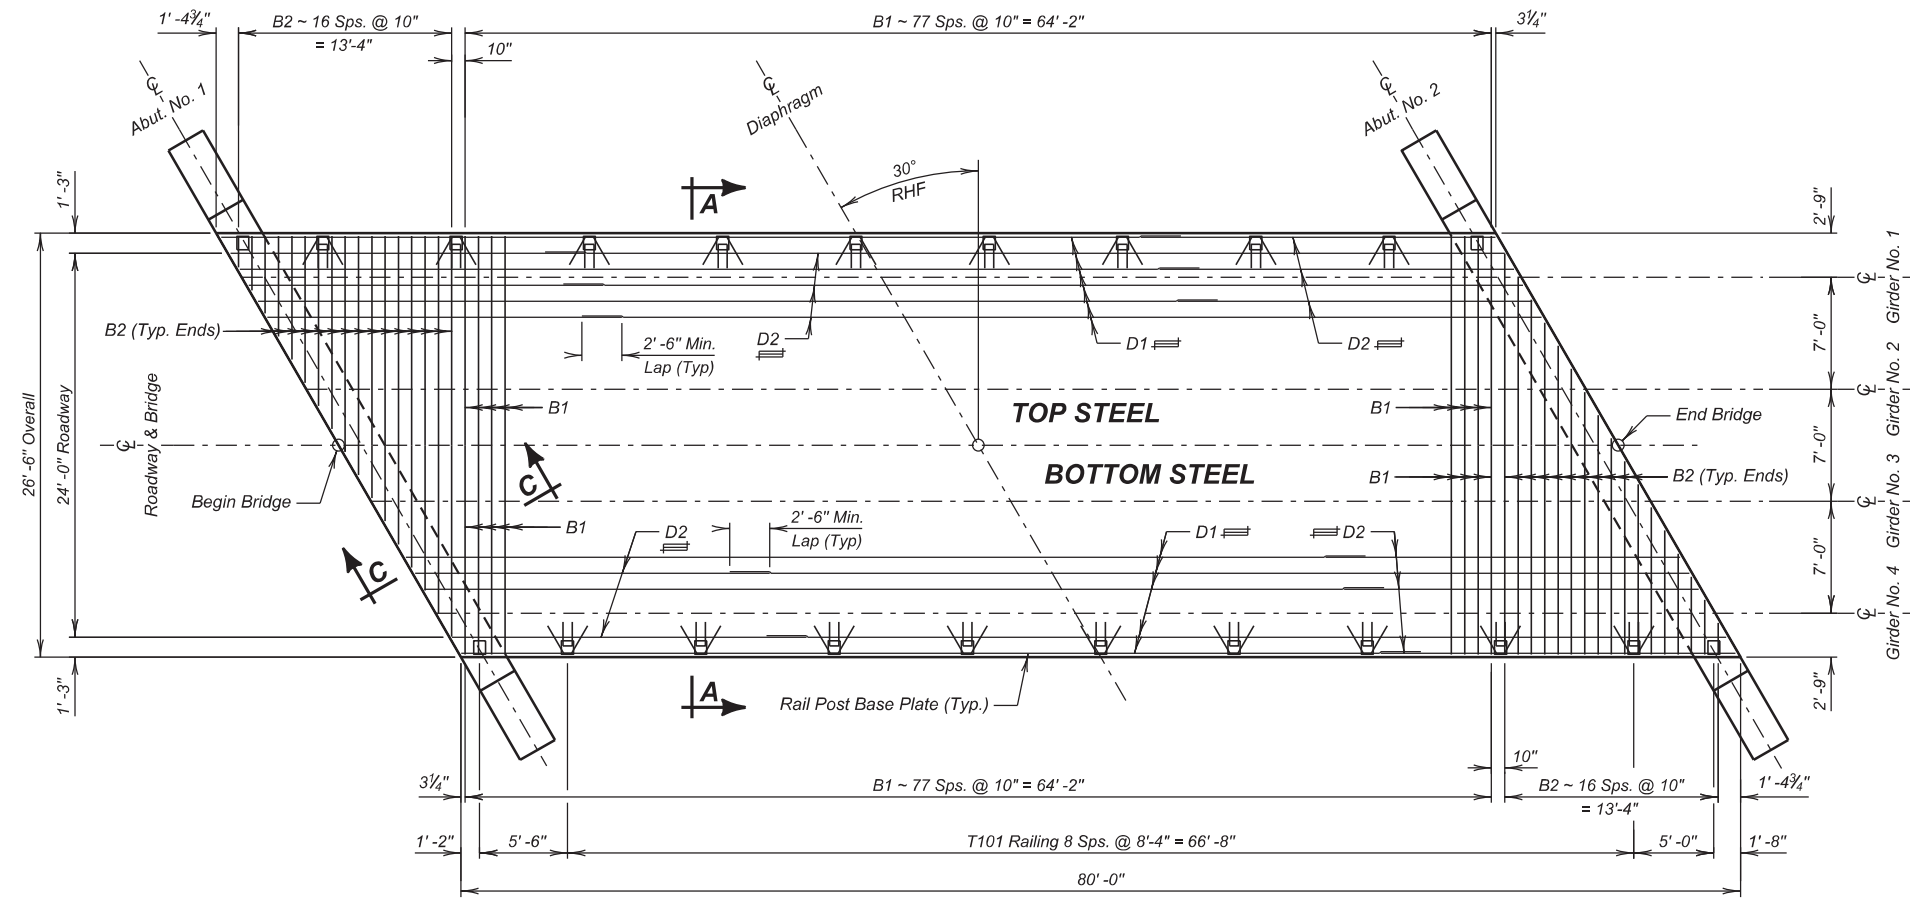 1' -4¾"
B2 ~ 16 Sps. @ 10"
= 13'-4"
10"
B1 ~ 77 Sps. @ 10" = 64' -2"
3¼"
℄
Abut. No. 1
℄
Diaphragm
℄
Abut. No. 2
30°
RHF
A
1' -3"
2' -9"
26' -6" Overall
24' -0" Roadway
℄
Roadway & Bridge
B2 (Typ. Ends)
D2
2' -6" Min.
Lap (Typ)
D1
D2
B1
TOP STEEL
B1
End Bridge
BOTTOM STEEL
Begin Bridge
C
B1
B2 (Typ. Ends)
B1
D2
2' -6" Min.
Lap (Typ)
D1
D2
C
℄
Girder No. 1
7' -0"
℄
Girder No. 2
7' -0"
℄
Girder No. 3
7' -0"
℄
Girder No. 4
1' -3"
A
Rail Post Base Plate (Typ.)
2' -9"
3¼"
B1 ~ 77 Sps. @ 10" = 64' -2"
10"
B2 ~ 16 Sps. @ 10"
= 13'-4"
1' -4¾"
1' -2"
5' -6"
T101 Railing 8 Sps. @ 8'-4" = 66' -8"
5' -0"
1' -8"
80' -0"